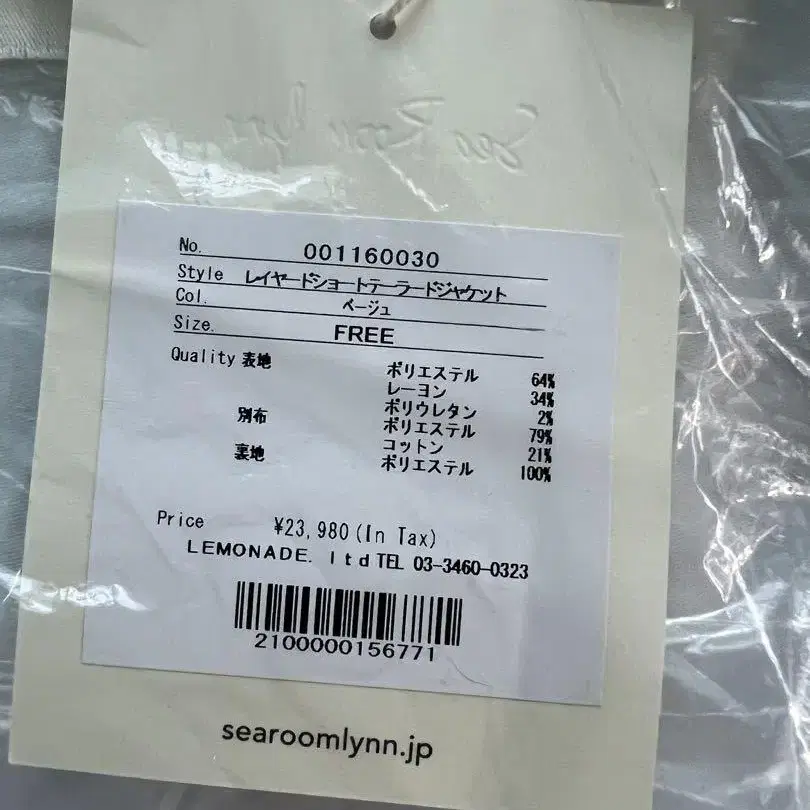 Sea Room lynn
No. 001160030
Style レイヤードショートテーラードジャケット
Col. ベージュ
Size. FREE
Quality 表地 ポリエステル 64%
レーヨン 34%
ポリウレタン 2%
別布 ポリエステル 79%
コットン 21%
裏地 ポリエステル 100%
Price ¥23,980(In Tax)
LEMONADE. ltd TEL 03-3460-0323
2100000156771
searoomlynn.jp